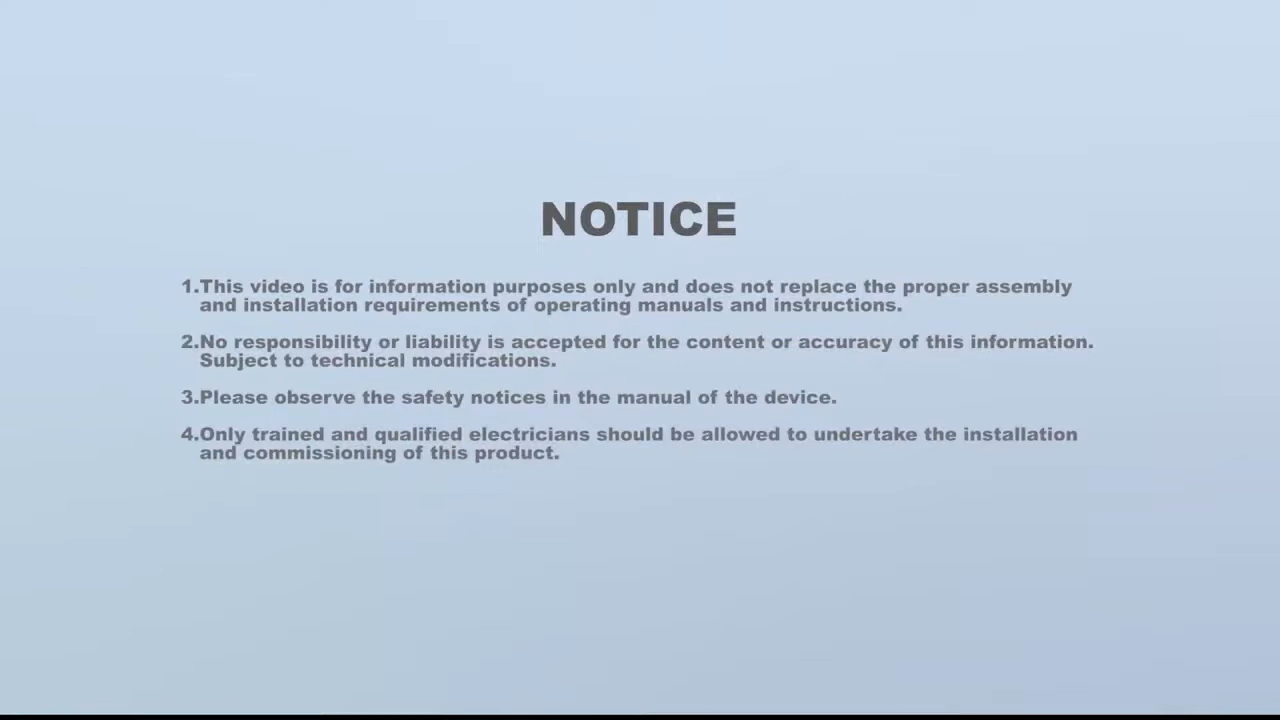 NOTICE
1.This video is for information purposes only and does not replace the proper assembly
and installation requirements of operating manuals and instructions.
2.No responsibility or liability is accepted for the content or accuracy of this information.
Subject to technical modifications.
3.Please observe the safety notices in the manual of the device.
4.Only trained and qualified electricians should be allowed to undertake the installation
and commissioning of this product.